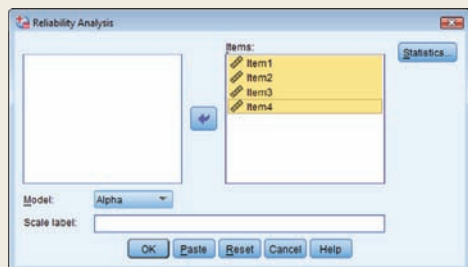 Reliability Analysis
Items:
Item1
Item2
Item3
Item4
Statistics...
Model:
Alpha
Scale label:
OK Paste Reset Cancel Help